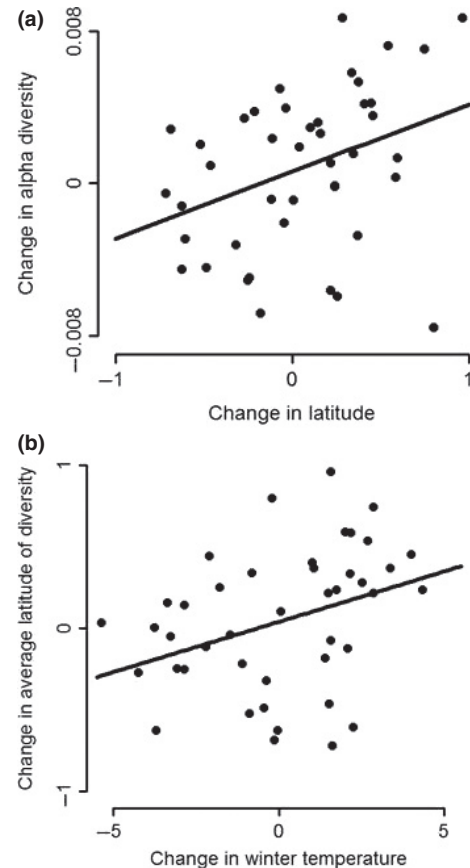 (a)
Change in alpha diversity
0.008
0
–0.008
–1
0
1
Change in latitude
(b)
Change in average latitude of diversity
1
0
–1
–5
0
5
Change in winter temperature